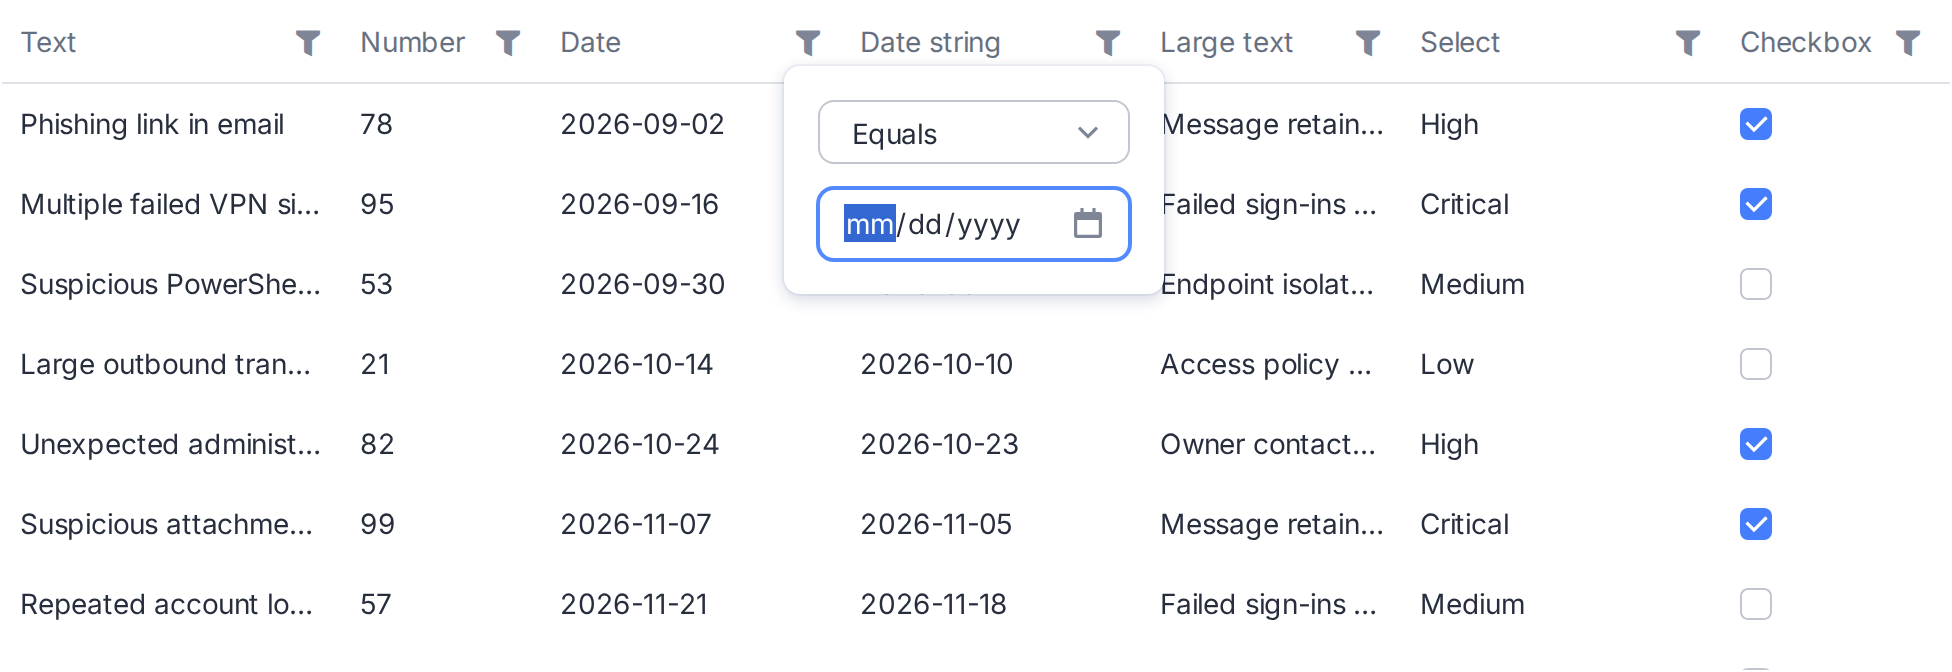 Text Number Date Date string Large text Select Checkbox
Equals
mm/dd/yyyy
Phishing link in email 78 2026-09-02 Message retain... High
Multiple failed VPN si... 95 2026-09-16 Failed sign-ins ... Critical
Suspicious PowerShe... 53 2026-09-30 Endpoint isolat... Medium
Large outbound tran... 21 2026-10-14 2026-10-10 Access policy ... Low
Unexpected administ... 82 2026-10-24 2026-10-23 Owner contact... High
Suspicious attachme... 99 2026-11-07 2026-11-05 Message retain... Critical
Repeated account lo... 57 2026-11-21 2026-11-18 Failed sign-ins ... Medium